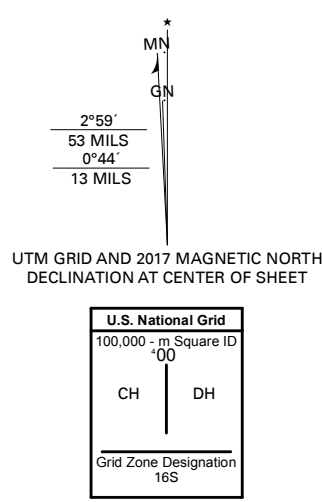 ★
MN
GN
2°59´
53 MILS
0°44´
13 MILS
UTM GRID AND 2017 MAGNETIC NORTH
DECLINATION AT CENTER OF SHEET
U.S. National Grid
100,000 - m Square ID
⁴00
CH DH
Grid Zone Designation
16S